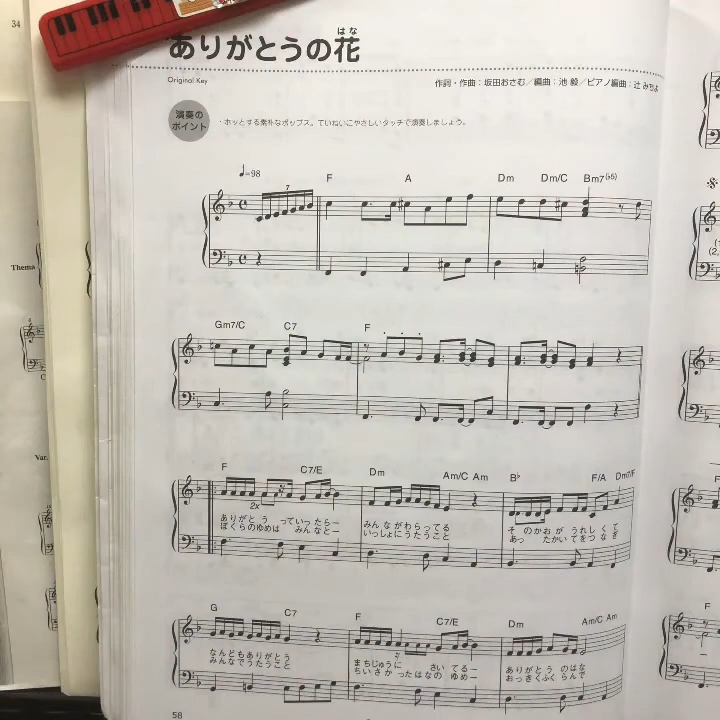 34
はな
ありがとうの花
Original Key
作詞・作曲：坂田おさむ／編曲：池 毅／ピアノ編曲：辻 みちよ
演奏の
ポイント
・ホッとする素朴なポップス。ていねいにやさしいタッチで演奏しましょう。
♩=98
7
F A Dm Dm/C Bm7(♭5)
Thema
Gm7/C C7 F
F C7/E Dm Am/C Am B♭ F/A Dm7/F
2x
ありがとう っていったらー みんながわらってる そのかおが うれしくて
ぼくらのゆめは みんなとー いっしょにうたうこと あっ たかいてをつなぎ
Var.
G C7 F C7/E Dm Am/C Am
なんどもありがとう まちじゅうに さいてるー ありがとう のはな
みんなでうたうこと ちいさかったはなの ゆめー おっきくふくらんで
58